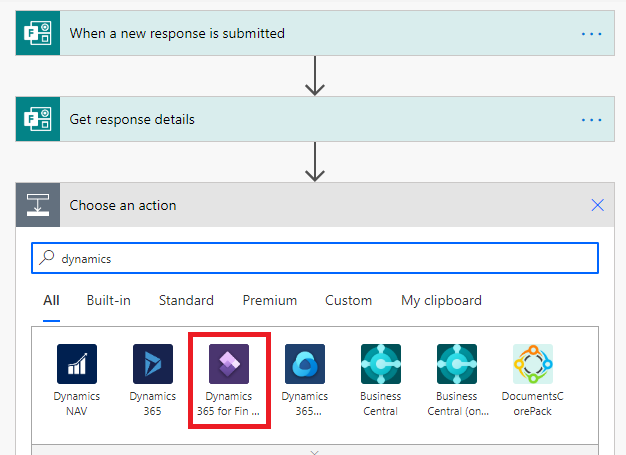 When a new response is submitted
Get response details
Choose an action
dynamics
All Built-in Standard Premium Custom My clipboard
Dynamics NAV
Dynamics 365
Dynamics 365 for Fin ...
Dynamics 365...
Business Central
Business Central (on...
DocumentsCorePack